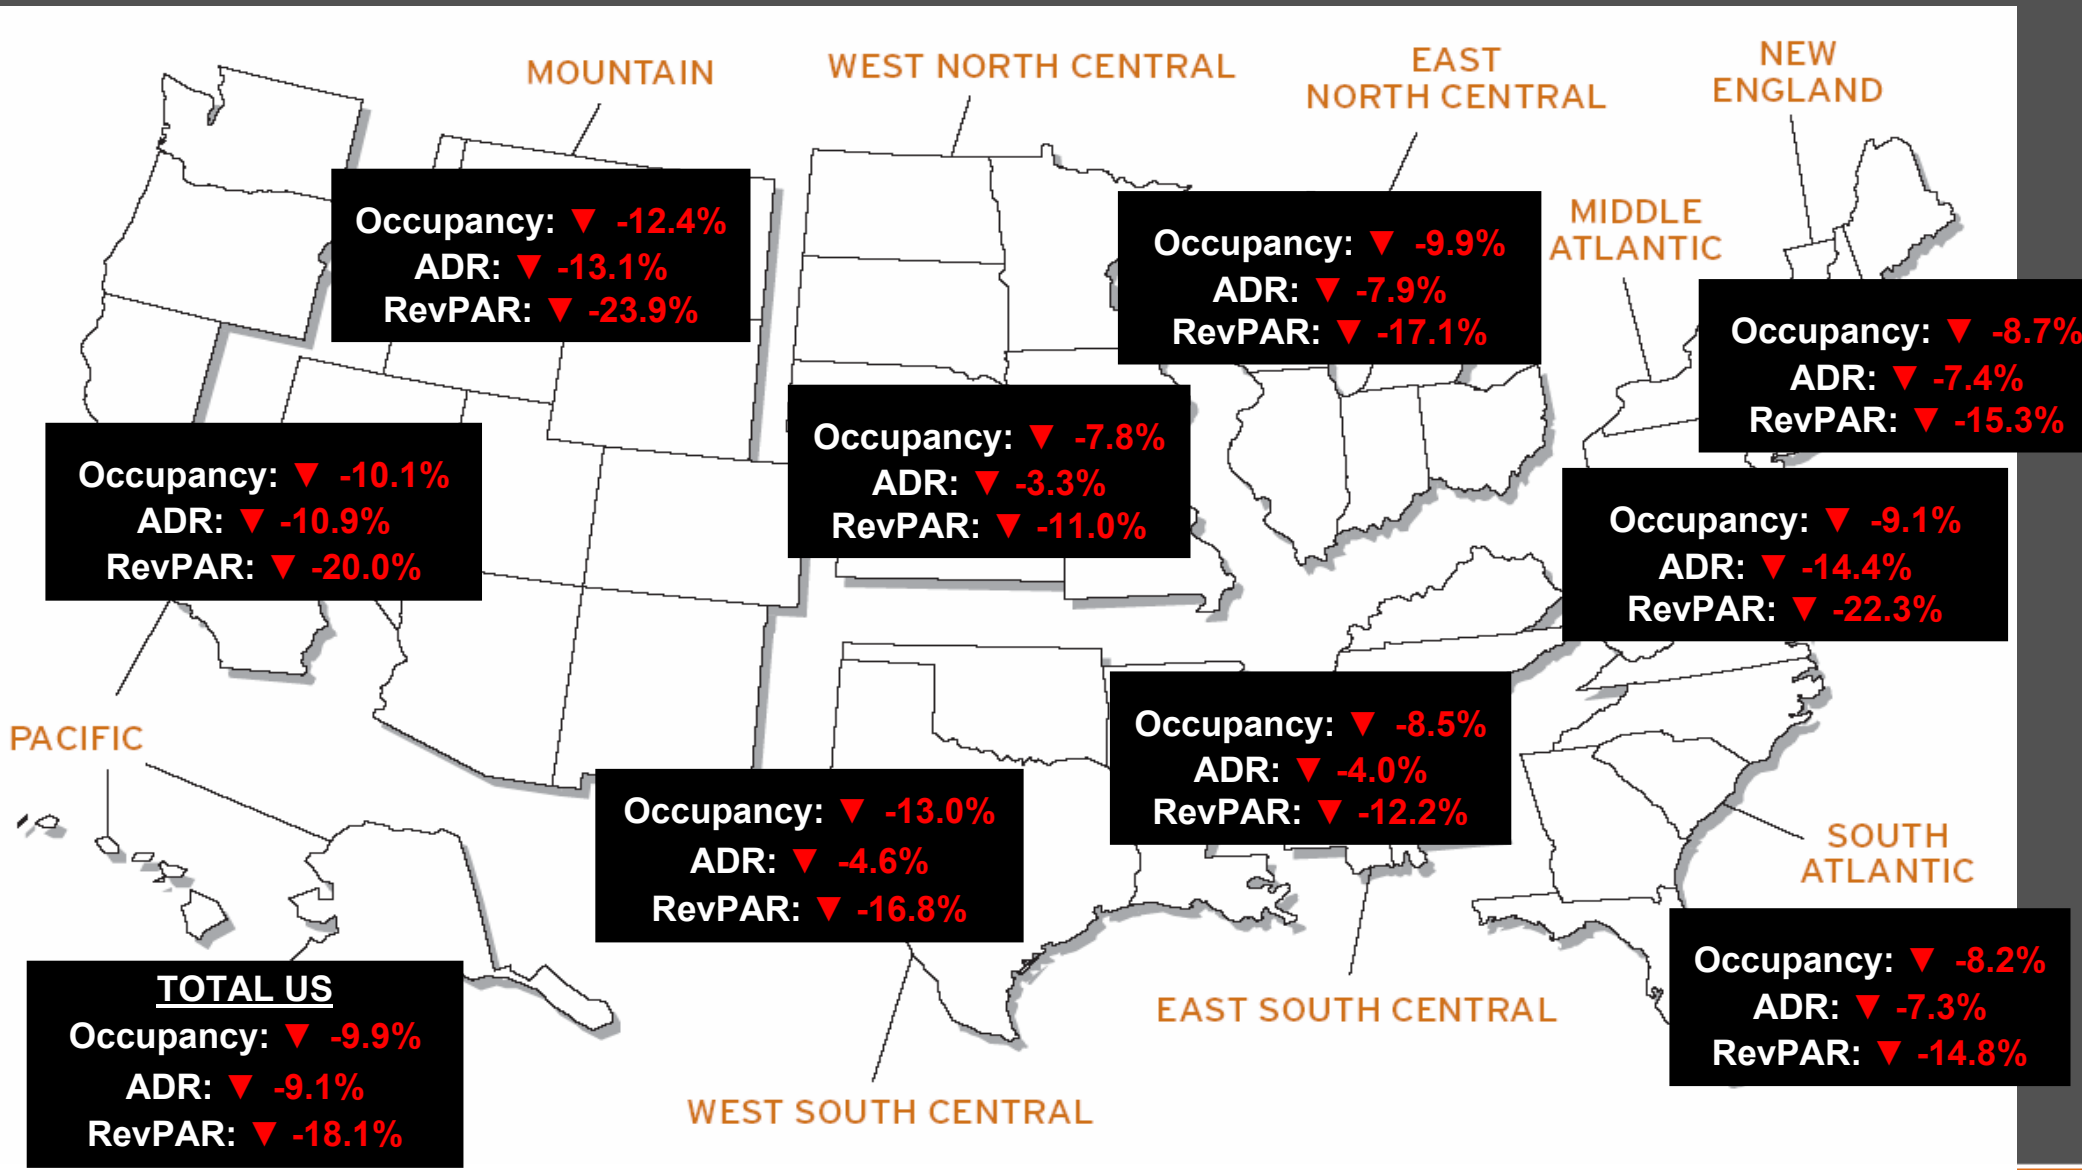 MOUNTAIN
WEST NORTH CENTRAL
EAST
NORTH CENTRAL
NEW
ENGLAND
MIDDLE
ATLANTIC
Occupancy: ▼ -12.4%
ADR: ▼ -13.1%
RevPAR: ▼ -23.9%
Occupancy: ▼ -9.9%
ADR: ▼ -7.9%
RevPAR: ▼ -17.1%
Occupancy: ▼ -8.7%
ADR: ▼ -7.4%
RevPAR: ▼ -15.3%
Occupancy: ▼ -10.1%
ADR: ▼ -10.9%
RevPAR: ▼ -20.0%
Occupancy: ▼ -7.8%
ADR: ▼ -3.3%
RevPAR: ▼ -11.0%
Occupancy: ▼ -9.1%
ADR: ▼ -14.4%
RevPAR: ▼ -22.3%
PACIFIC
Occupancy: ▼ -13.0%
ADR: ▼ -4.6%
RevPAR: ▼ -16.8%
Occupancy: ▼ -8.5%
ADR: ▼ -4.0%
RevPAR: ▼ -12.2%
SOUTH
ATLANTIC
Occupancy: ▼ -8.2%
ADR: ▼ -7.3%
RevPAR: ▼ -14.8%
TOTAL US
Occupancy: ▼ -9.9%
ADR: ▼ -9.1%
RevPAR: ▼ -18.1%
EAST SOUTH CENTRAL
WEST SOUTH CENTRAL